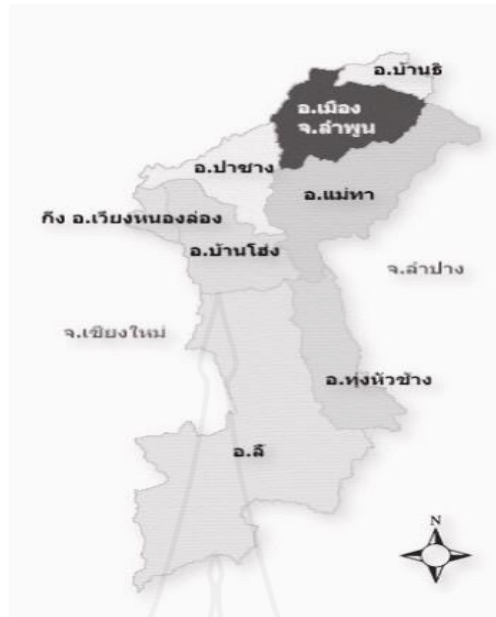 อ.บ้านธิ
อ.เมือง
จ.ลำพูน
อ.ป่าซาง
อ.แม่ทา
กิ่ง อ.เวียงหนองล่อง
อ.บ้านโฮ่ง
จ.ลำปาง
จ.เชียงใหม่
อ.ทุ่งหัวช้าง
อ.ลี้
N